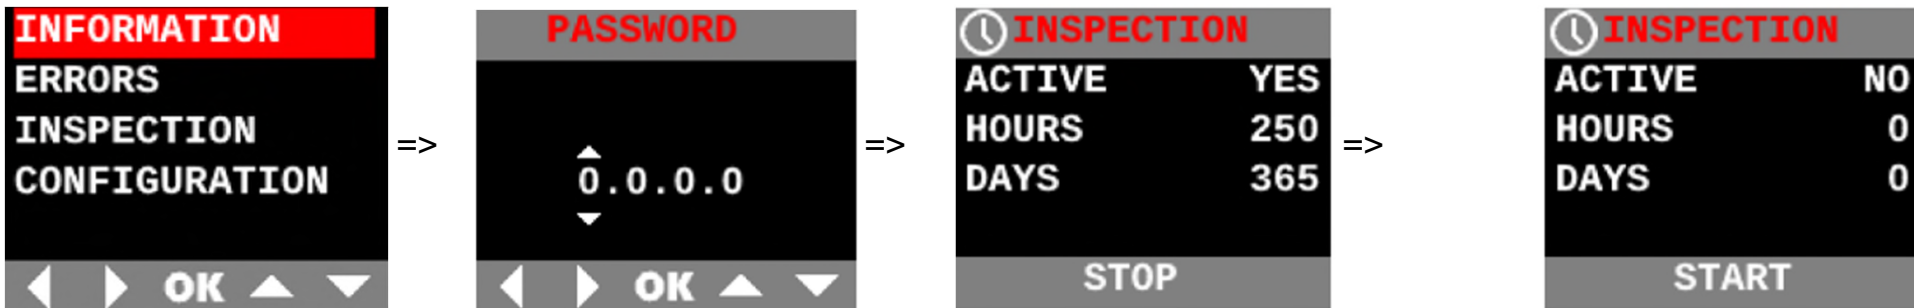 INFORMATION
ERRORS
INSPECTION
CONFIGURATION
OK
=>
PASSWORD
0.0.0.0
OK
=>
INSPECTION
ACTIVE YES
HOURS 250
DAYS 365
STOP
=>
INSPECTION
ACTIVE NO
HOURS 0
DAYS 0
START